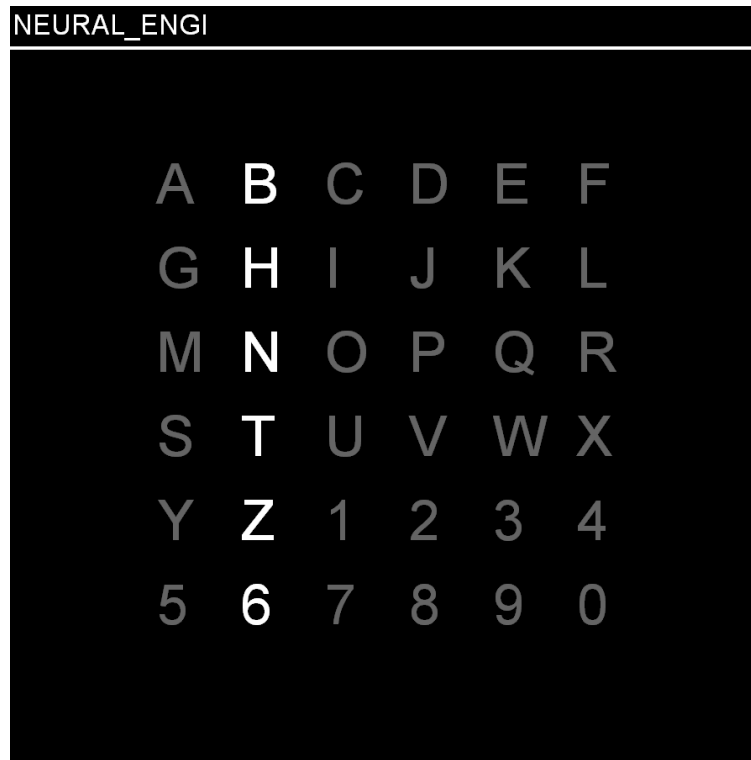 NEURAL_ENGI
A B C D E F
G H I J K L
M N O P Q R
S T U V W X
Y Z 1 2 3 4
5 6 7 8 9 0